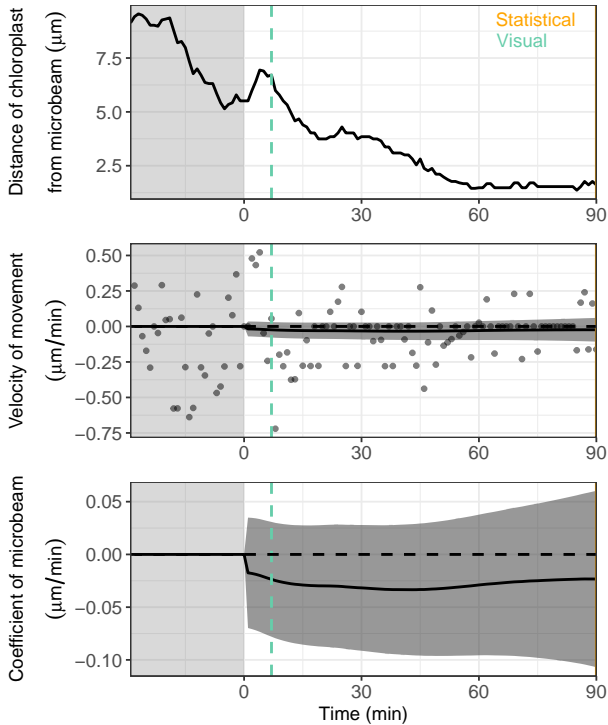 Distance of chloroplast
from microbeam (μm)
7.5
5.0
2.5
Statistical
Visual
0
30
60
90
Velocity of movement
(μm/min)
0.50
0.25
0.00
−0.25
−0.50
−0.75
0
30
60
90
Coefficient of microbeam
(μm/min)
0.05
0.00
−0.05
−0.10
0
30
60
90
Time (min)